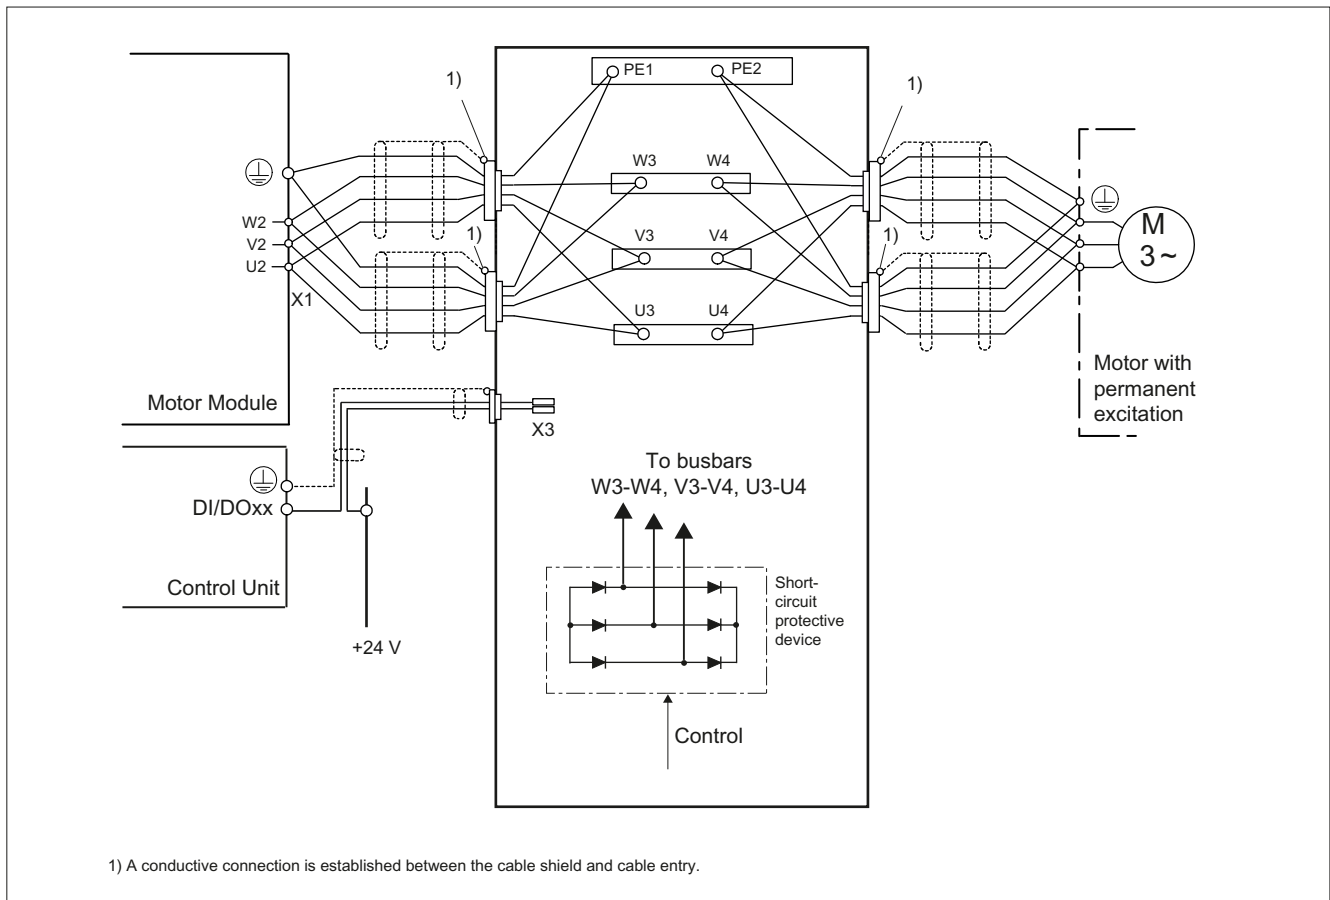 PE1 PE2
1)
1)
W3 W4
W2
V2
U2
X1
1)
V3 V4
1)
M
3~
U3 U4
Motor with
permanent
excitation
Motor Module
X3
To busbars
W3-W4, V3-V4, U3-U4
DI/DOxx
Control Unit
+24 V
Short-
circuit
protective
device
Control
1) A conductive connection is established between the cable shield and cable entry.